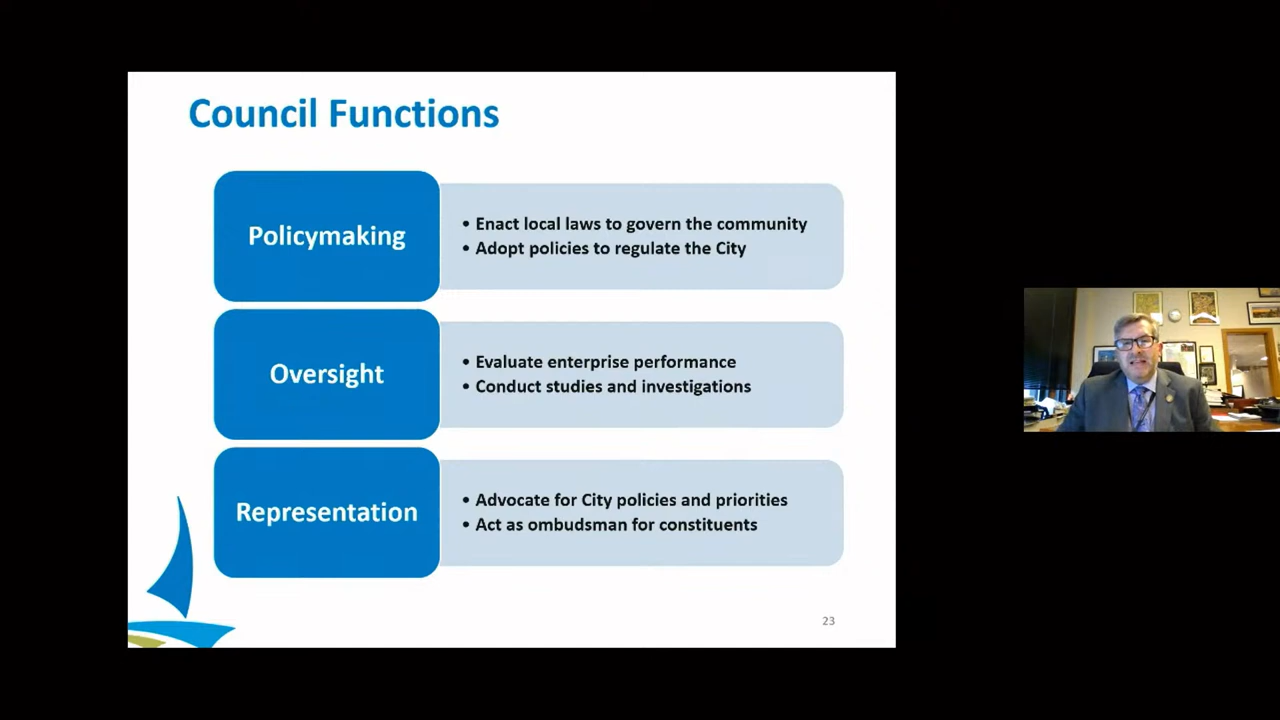 Council Functions
Policymaking
• Enact local laws to govern the community
• Adopt policies to regulate the City
Oversight
• Evaluate enterprise performance
• Conduct studies and investigations
Representation
• Advocate for City policies and priorities
• Act as ombudsman for constituents
23